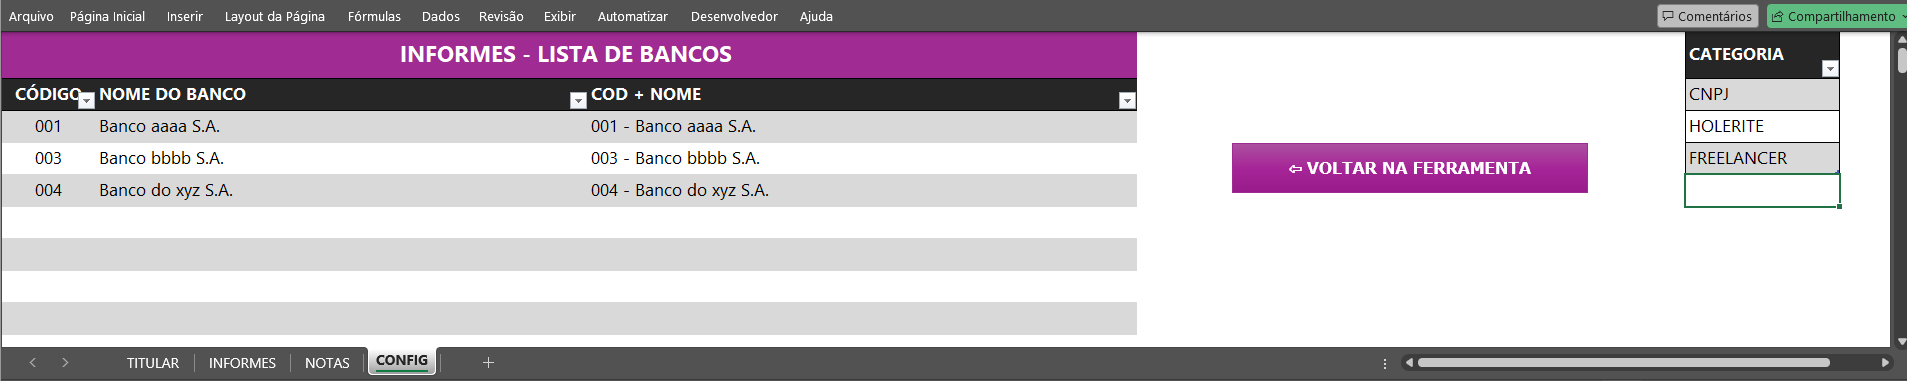 Arquivo Página Inicial Inserir Layout da Página Fórmulas Dados Revisão Exibir Automatizar Desenvolvedor Ajuda Comentários Compartilhamento
INFORMES - LISTA DE BANCOS
CATEGORIA
CÓDIGO NOME DO BANCO COD + NOME
CNPJ
001 Banco aaaa S.A. 001 - Banco aaaa S.A.
HOLERITE
003 Banco bbbb S.A. 003 - Banco bbbb S.A.
FREELANCER
⇦ VOLTAR NA FERRAMENTA
004 Banco do xyz S.A. 004 - Banco do xyz S.A.
TITULAR INFORMES NOTAS CONFIG